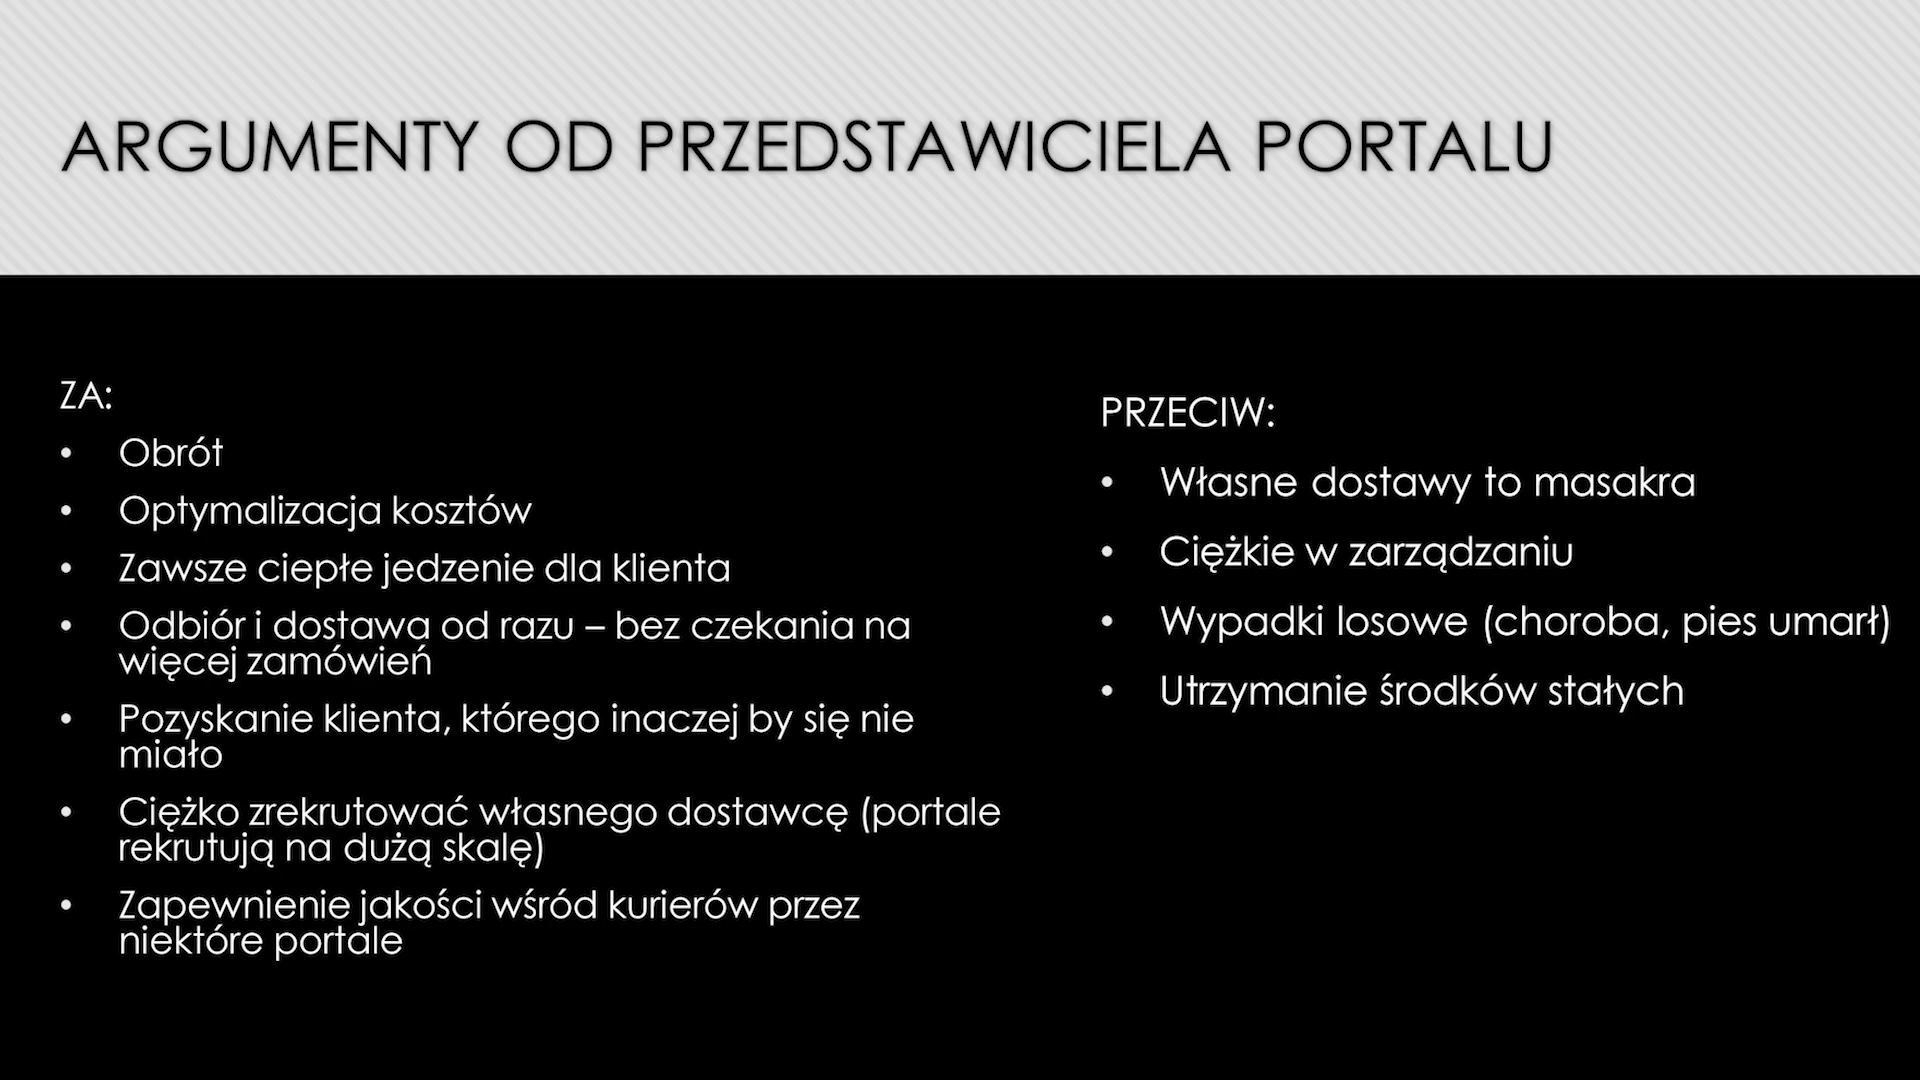 ARGUMENTY OD PRZEDSTAWICIELA PORTALU
ZA:
• Obrót
• Optymalizacja kosztów
• Zawsze ciepłe jedzenie dla klienta
• Odbiór i dostawa od razu – bez czekania na
więcej zamówień
• Pozyskanie klienta, którego inaczej by się nie
miało
• Ciężko zrekrutować własnego dostawcę (portale
rekrutują na dużą skalę)
• Zapewnienie jakości wśród kurierów przez
niektóre portale
PRZECIW:
• Własne dostawy to masakra
• Ciężkie w zarządzaniu
• Wypadki losowe (choroba, pies umarł)
• Utrzymanie środków stałych